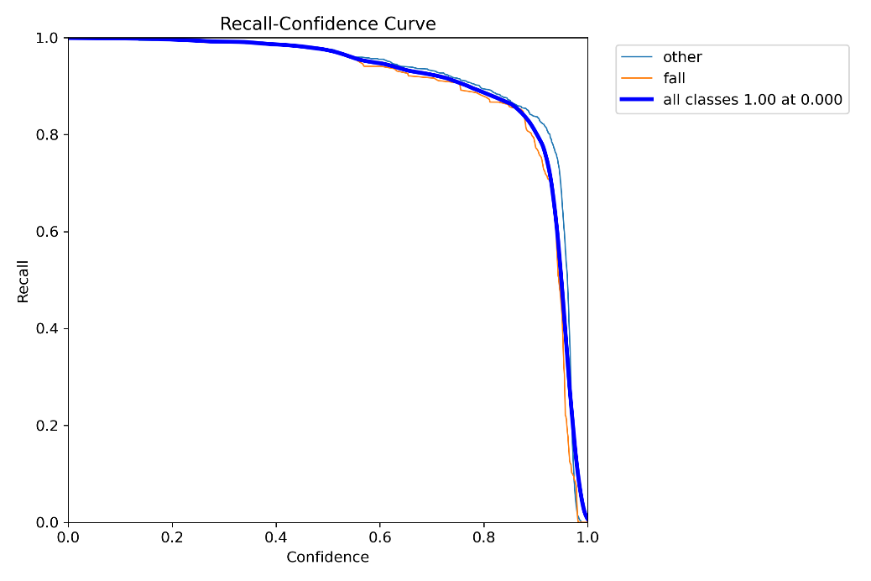 Recall-Confidence Curve
other
fall
all classes 1.00 at 0.000
1.0
0.8
0.6
0.4
0.2
0.0
Recall
0.0 0.2 0.4 0.6 0.8 1.0
Confidence